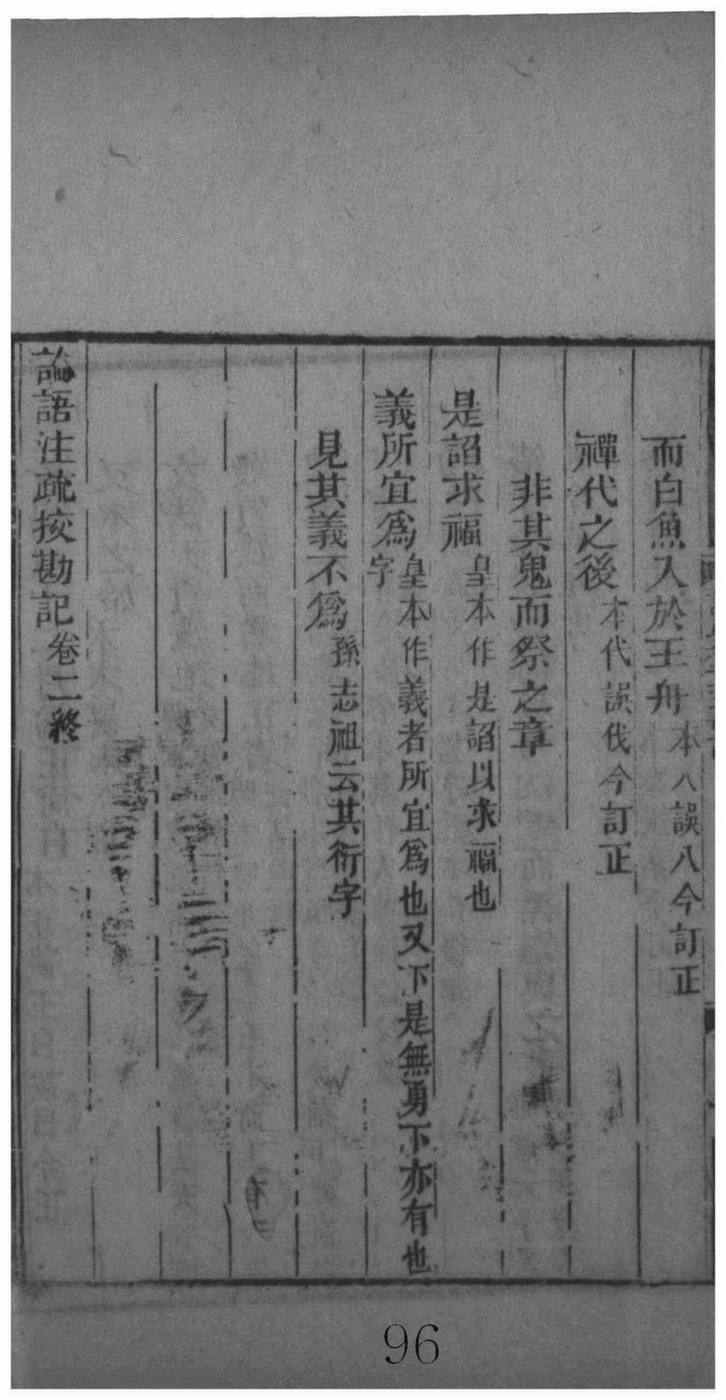 而白魚入於王舟本入誤八今訂正
禪代之後本代誤伐今訂正
非其鬼而祭之章
是諂求福皇本作是諂以求福也
義所宜爲皇本作義者所宜爲也又下是無勇下亦有也
字
見其義不爲孫志祖云其衍字
論語注疏挍勘記卷二終
96